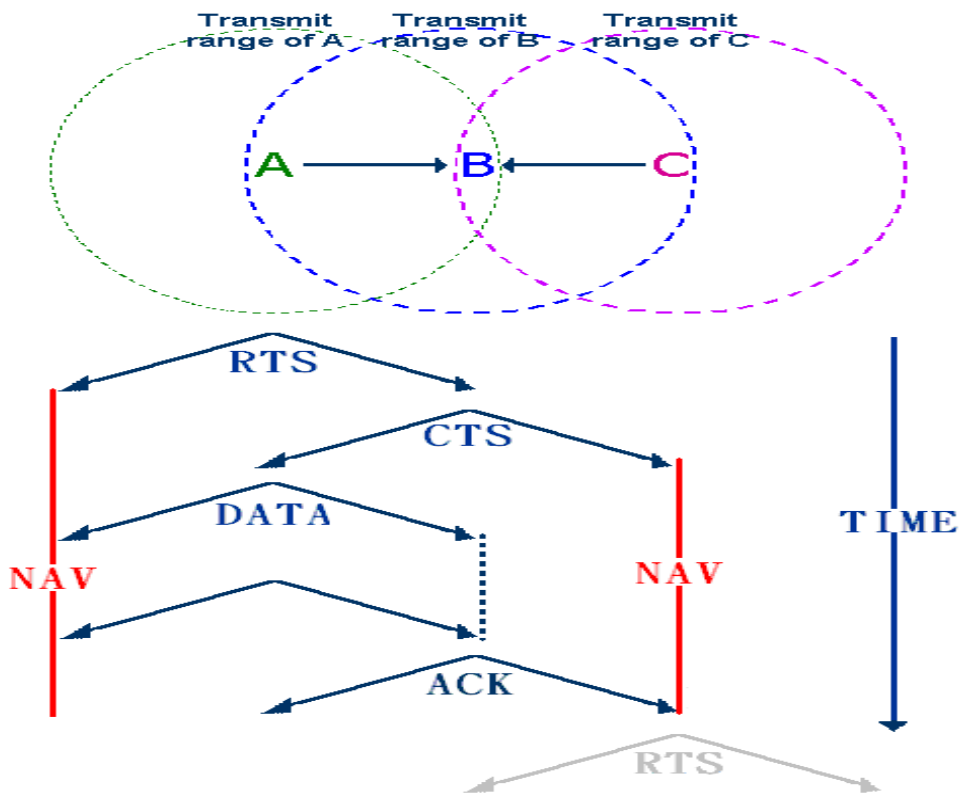 Transmit
range of A
Transmit
range of B
Transmit
range of C
A
B
C
RTS
CTS
DATA
TIME
NAV
NAV
ACK
RTS